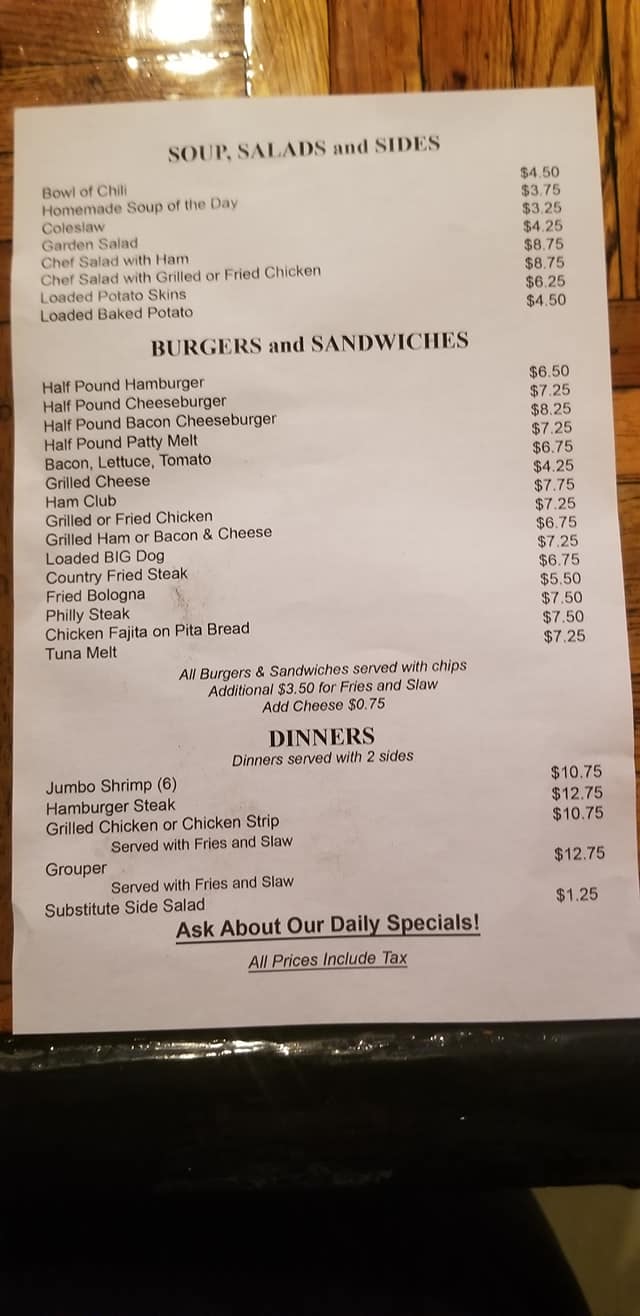 SOUP, SALADS and SIDES
Bowl of Chili $4.50
Homemade Soup of the Day $3.75
Coleslaw $3.25
Garden Salad $4.25
Chef Salad with Ham $8.75
Chef Salad with Grilled or Fried Chicken $8.75
Loaded Potato Skins $6.25
Loaded Baked Potato $4.50
BURGERS and SANDWICHES
Half Pound Hamburger $6.50
Half Pound Cheeseburger $7.25
Half Pound Bacon Cheeseburger $8.25
Half Pound Patty Melt $7.25
Bacon, Lettuce, Tomato $6.75
Grilled Cheese $4.25
Ham Club $7.75
Grilled or Fried Chicken $7.25
Grilled Ham or Bacon & Cheese $6.75
Loaded BIG Dog $7.25
Country Fried Steak $6.75
Fried Bologna $5.50
Philly Steak $7.50
Chicken Fajita on Pita Bread $7.50
Tuna Melt $7.25
All Burgers & Sandwiches served with chips
Additional $3.50 for Fries and Slaw
Add Cheese $0.75
DINNERS
Dinners served with 2 sides
Jumbo Shrimp (6) $10.75
Hamburger Steak $12.75
Grilled Chicken or Chicken Strip $10.75
Served with Fries and Slaw
Grouper $12.75
Served with Fries and Slaw
Substitute Side Salad $1.25
Ask About Our Daily Specials!
All Prices Include Tax